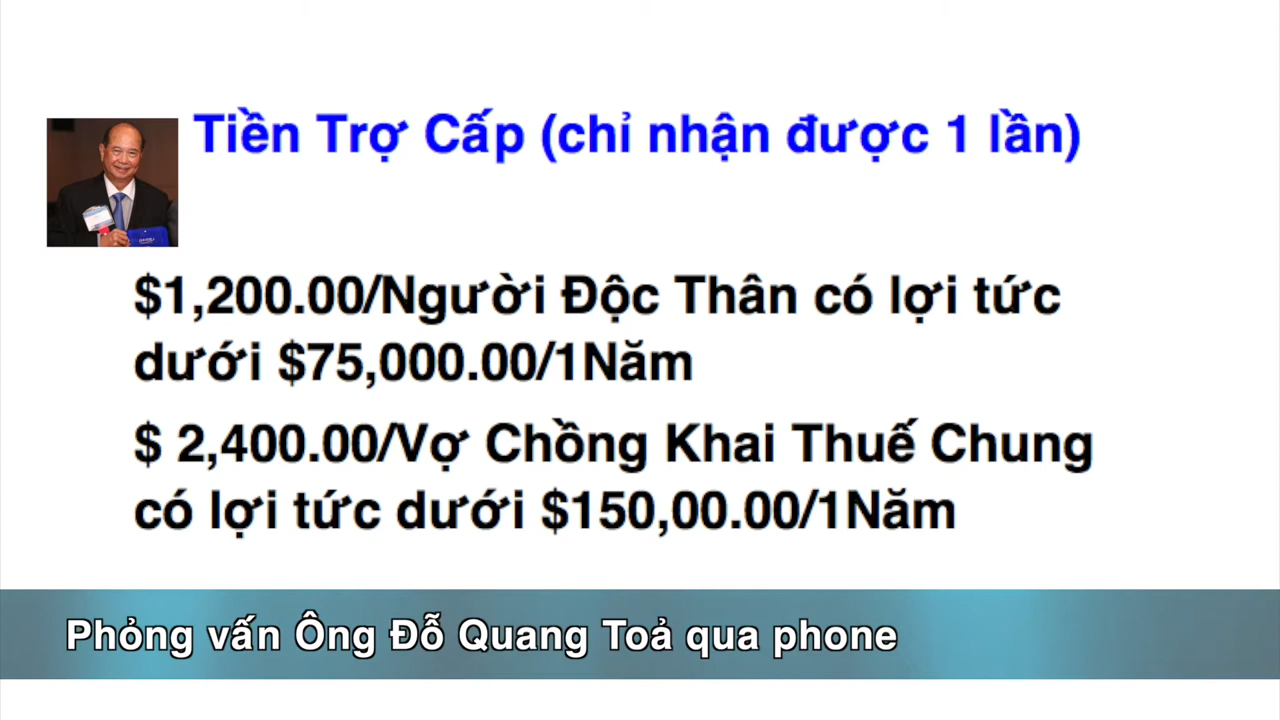 Tiền Trợ Cấp (chỉ nhận được 1 lần)
$1,200.00/Người Độc Thân có lợi tức
dưới $75,000.00/1Năm
$ 2,400.00/Vợ Chồng Khai Thuế Chung
có lợi tức dưới $150,00.00/1Năm
Phỏng vấn Ông Đỗ Quang Toả qua phone